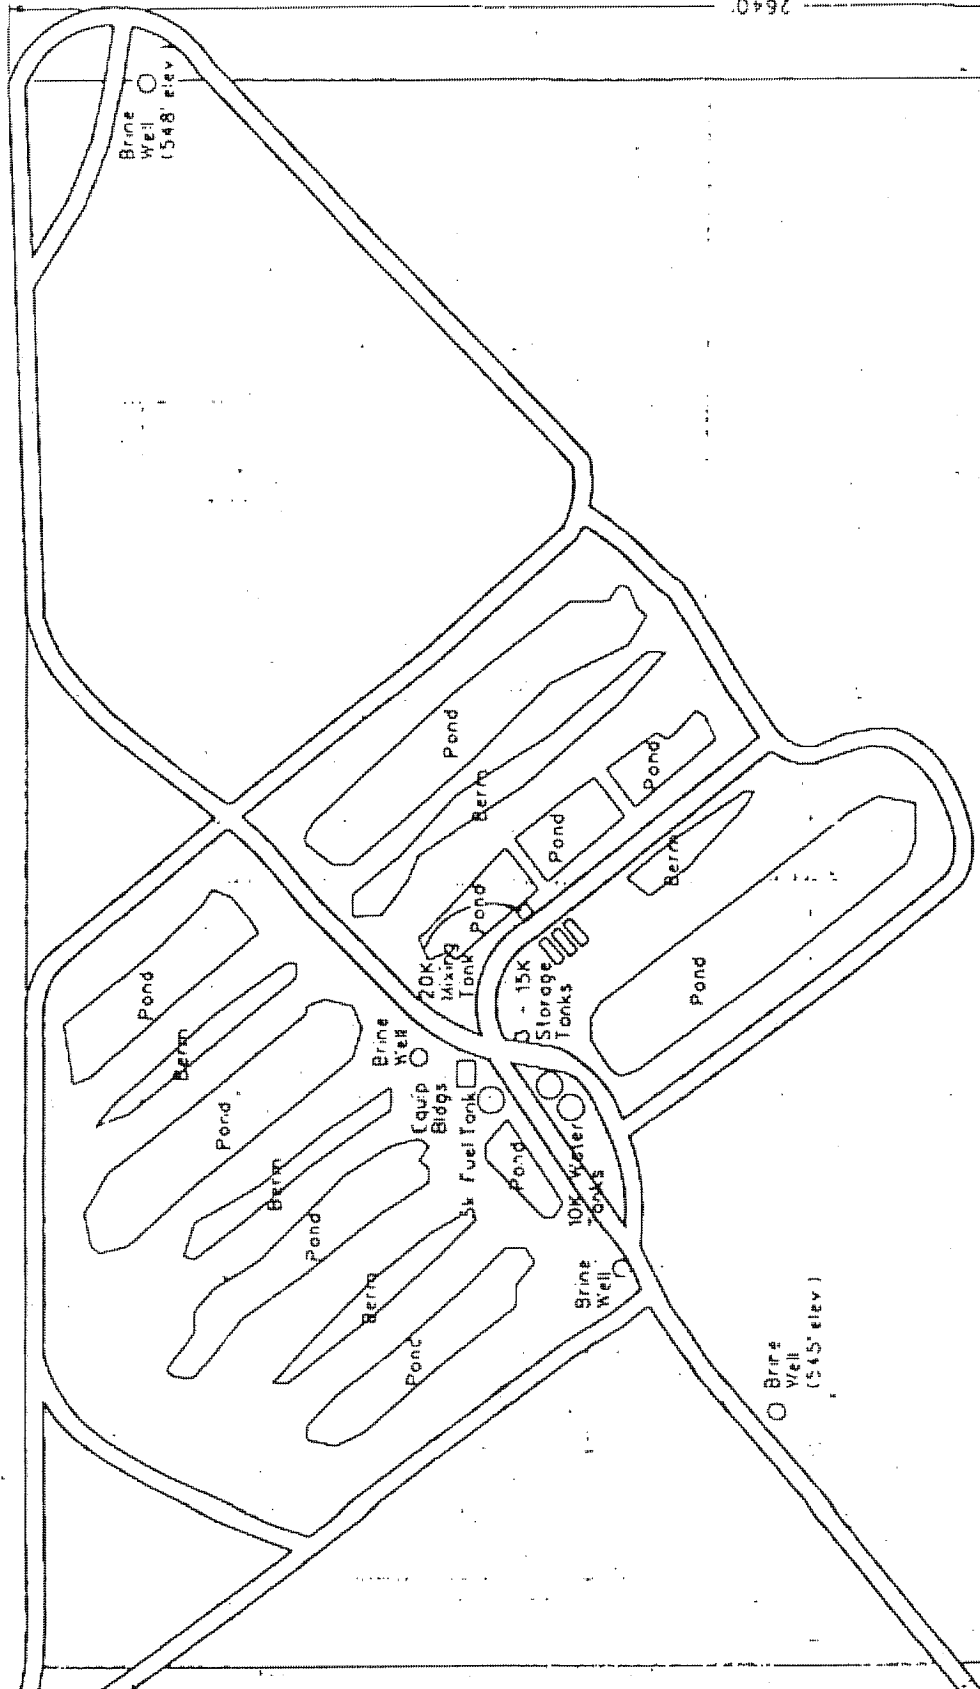 2640'
Brine
Well
(548' elev )
Pond
Berm
Pond
Pond
Berm
Pond
20K
Mixing
Tank
- 15K
Storage
Tanks
Pond
Pond
Berm
Pond
Berm
Pond
Berm
Pond
Brine
Well
Equip
Bldgs
5k Fuel Tank
Pond
10K Water
Tanks
Brine
Well
Brine
Well
(545' elev )